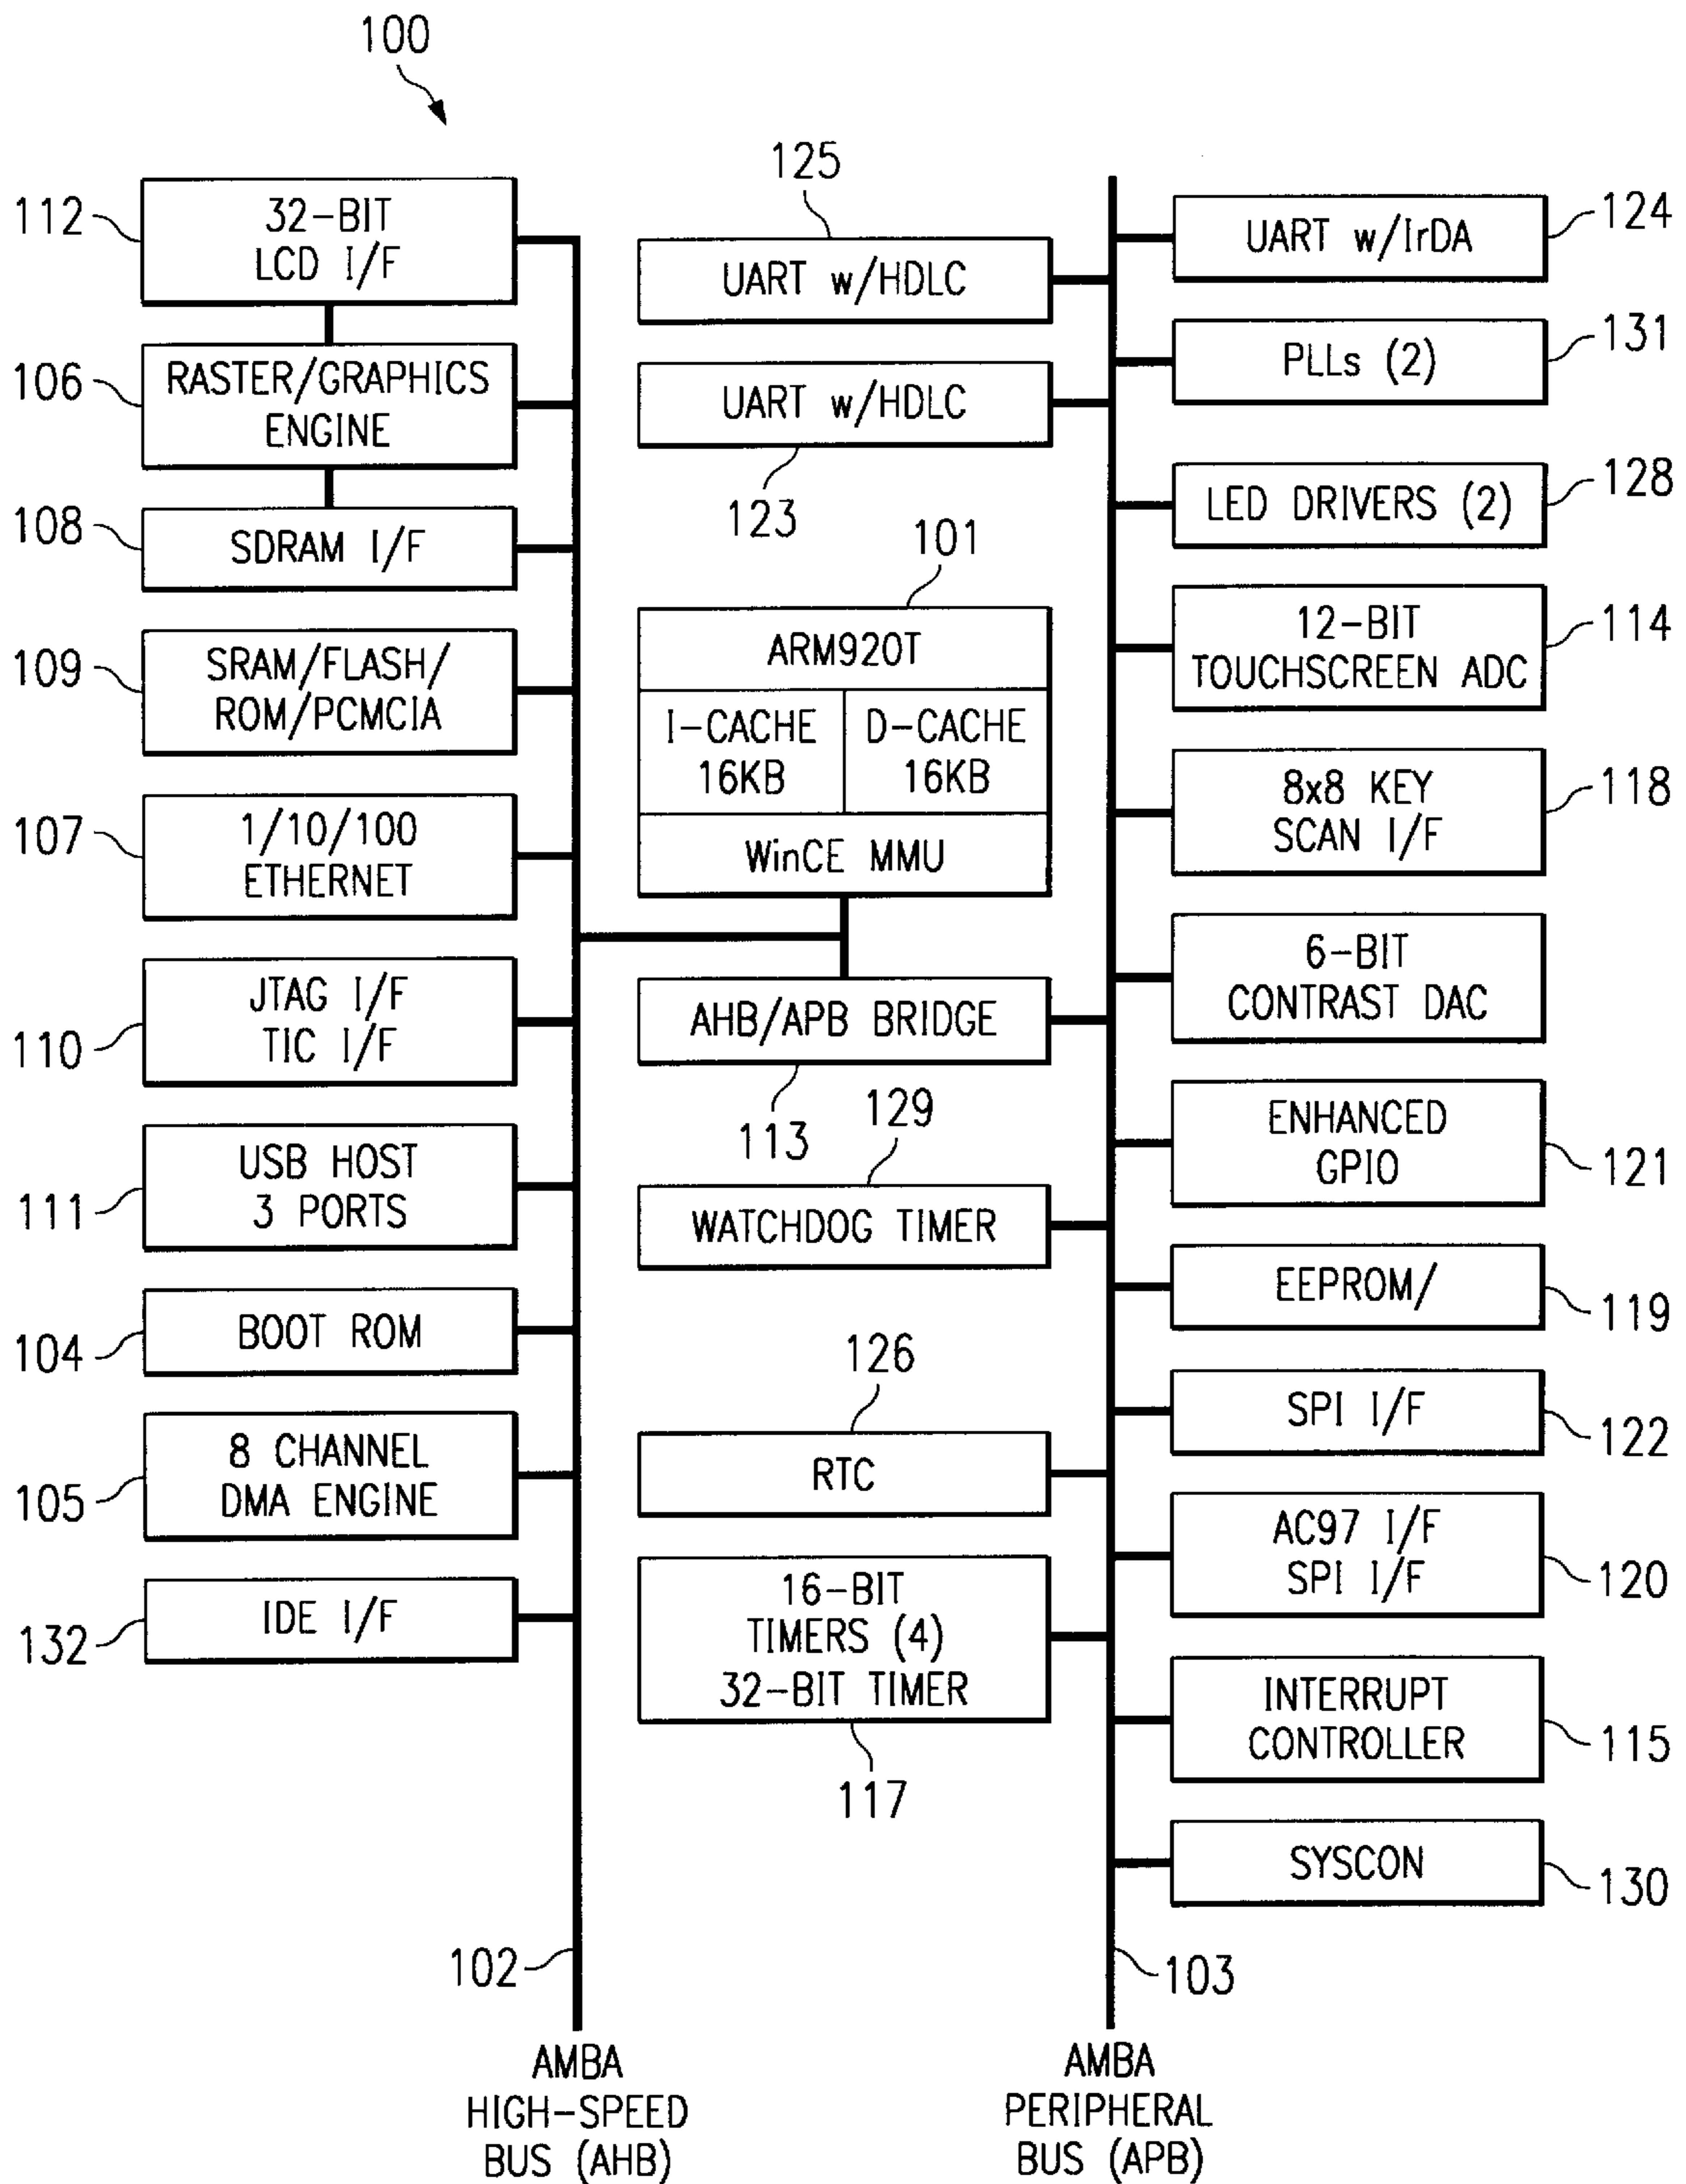 100
112
32-BIT
LCD I/F
106
RASTER/GRAPHICS
ENGINE
108
SDRAM I/F
109
SRAM/FLASH/
ROM/PCMCIA
107
1/10/100
ETHERNET
110
JTAG I/F
TIC I/F
111
USB HOST
3 PORTS
104
BOOT ROM
105
8 CHANNEL
DMA ENGINE
132
IDE I/F
102
AMBA
HIGH-SPEED
BUS (AHB)
125
UART w/HDLC
UART w/HDLC
123
101
ARM920T
I-CACHE
16KB
D-CACHE
16KB
WinCE MMU
AHB/APB BRIDGE
113
129
WATCHDOG TIMER
126
RTC
16-BIT
TIMERS (4)
32-BIT TIMER
117
UART w/IrDA
124
PLLs (2)
131
LED DRIVERS (2)
128
12-BIT
TOUCHSCREEN ADC
114
8x8 KEY
SCAN I/F
118
6-BIT
CONTRAST DAC
ENHANCED
GPIO
121
EEPROM/
119
SPI I/F
122
AC97 I/F
SPI I/F
120
INTERRUPT
CONTROLLER
115
SYSCON
130
103
AMBA
PERIPHERAL
BUS (APB)